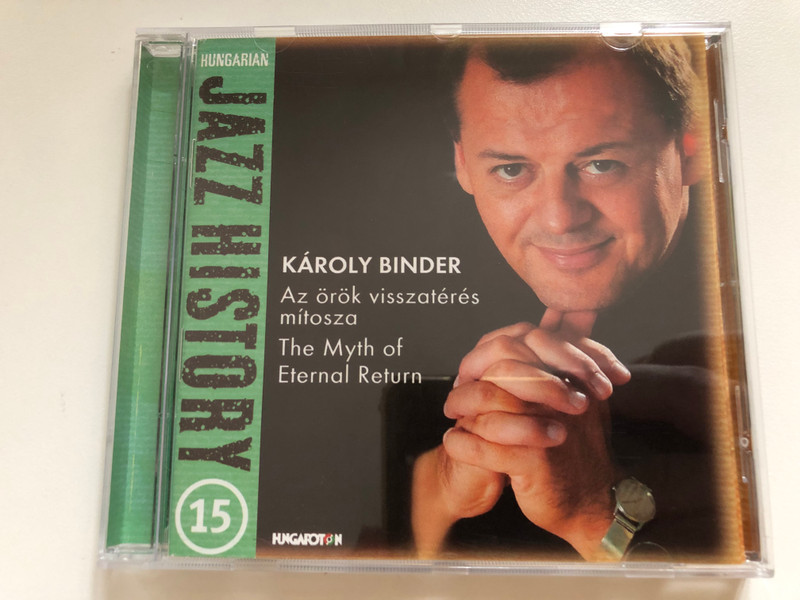 HUNGARIAN
JAZZ HISTORY
15
KÁROLY BINDER
Az örök visszatérés
mítosza
The Myth of
Eternal Return
HUNGAROTON